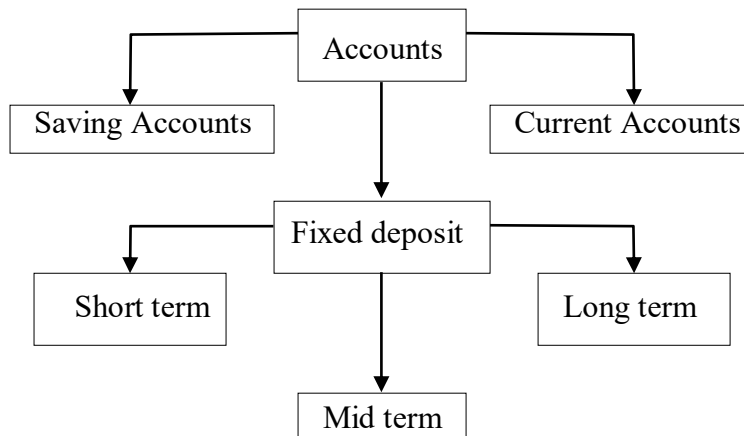 Accounts
Saving Accounts
Current Accounts
Fixed deposit
Short term
Long term
Mid term